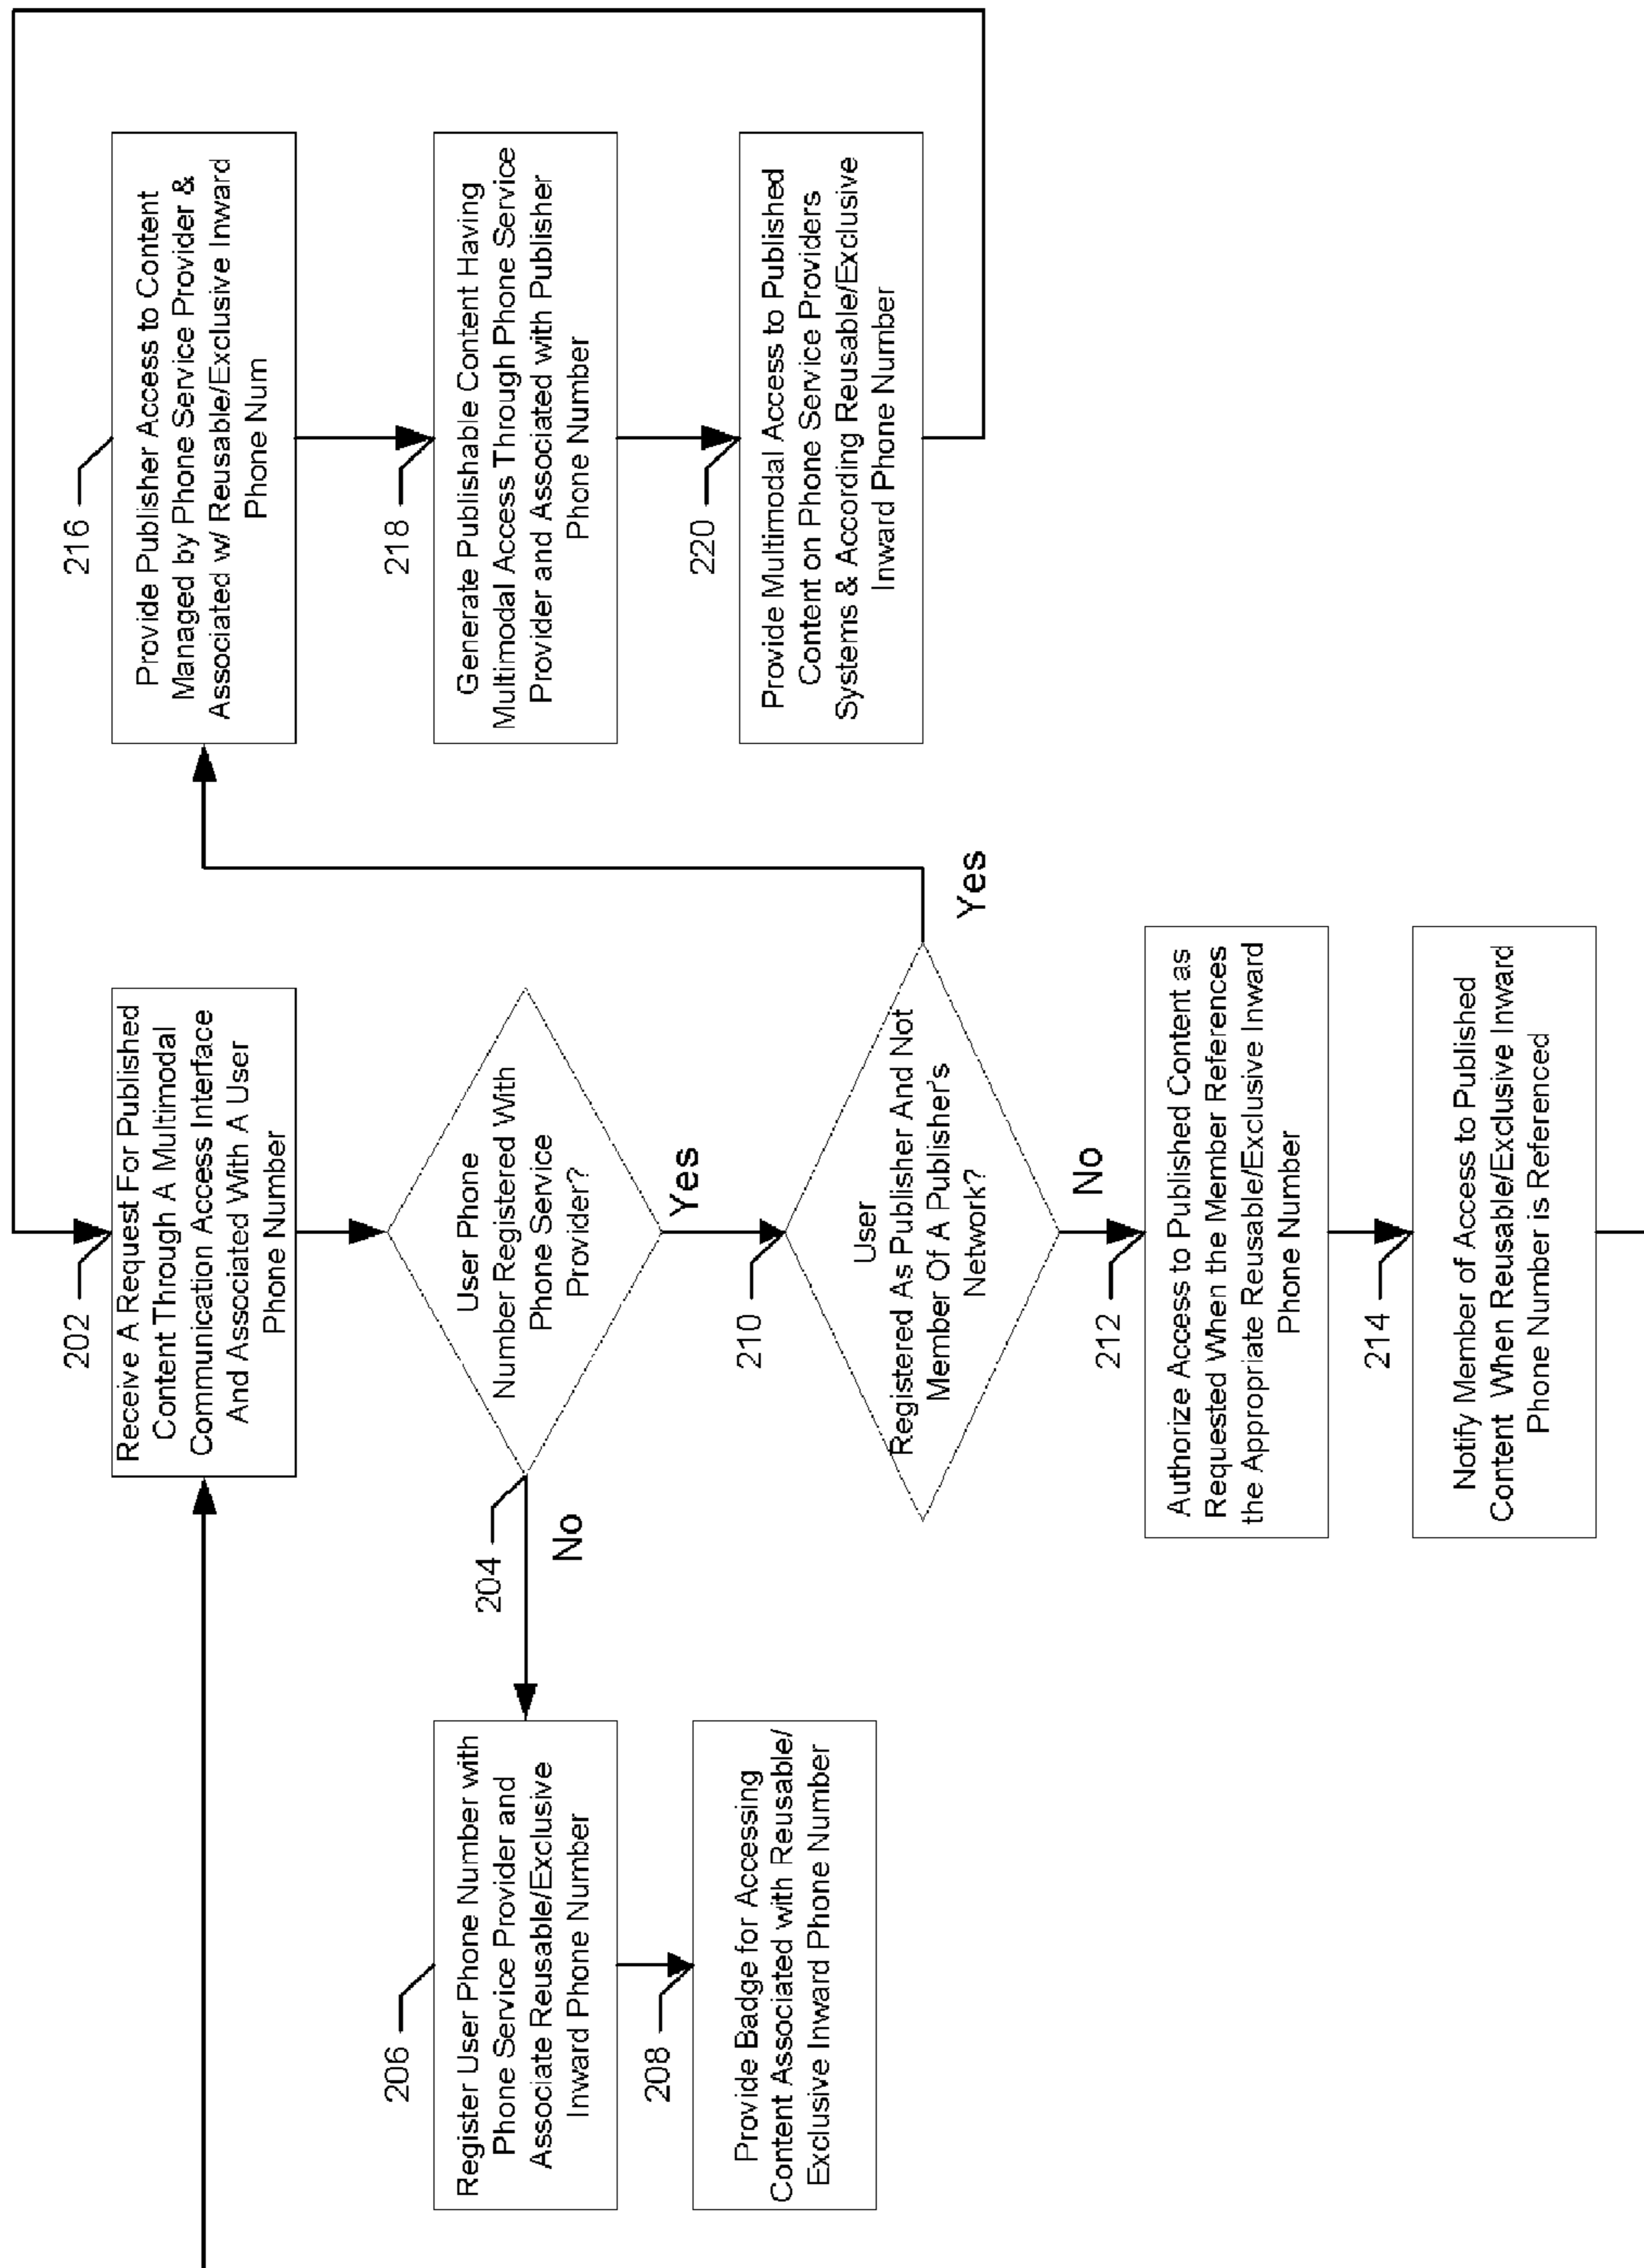 202
Receive A Request For Published
Content Through A Multimodal
Communication Access Interface
And Associated With A User
Phone Number
204
User Phone
Number Registered With
Phone Service
Provider?
No
Yes
206
Register User Phone Number with
Phone Service Provider and
Associate Reusable/Exclusive
Inward Phone Number
208
Provide Badge for Accessing
Content Associated with Reusable/
Exclusive Inward Phone Number
210
User
Registered As Publisher And Not
Member Of A Publisher's
Network?
Yes
No
212
Authorize Access to Published Content as
Requested When the Member References
the Appropriate Reusable/Exclusive Inward
Phone Number
214
Notify Member of Access to Published
Content When Reusable/Exclusive Inward
Phone Number is Referenced
216
Provide Publisher Access to Content
Managed by Phone Service Provider &
Associated w/ Reusable/Exclusive Inward
Phone Num
218
Generate Publishable Content Having
Multimodal Access Through Phone Service
Provider and Associated with Publisher
Phone Number
220
Provide Multimodal Access to Published
Content on Phone Service Providers
Systems & According Reusable/Exclusive
Inward Phone Number